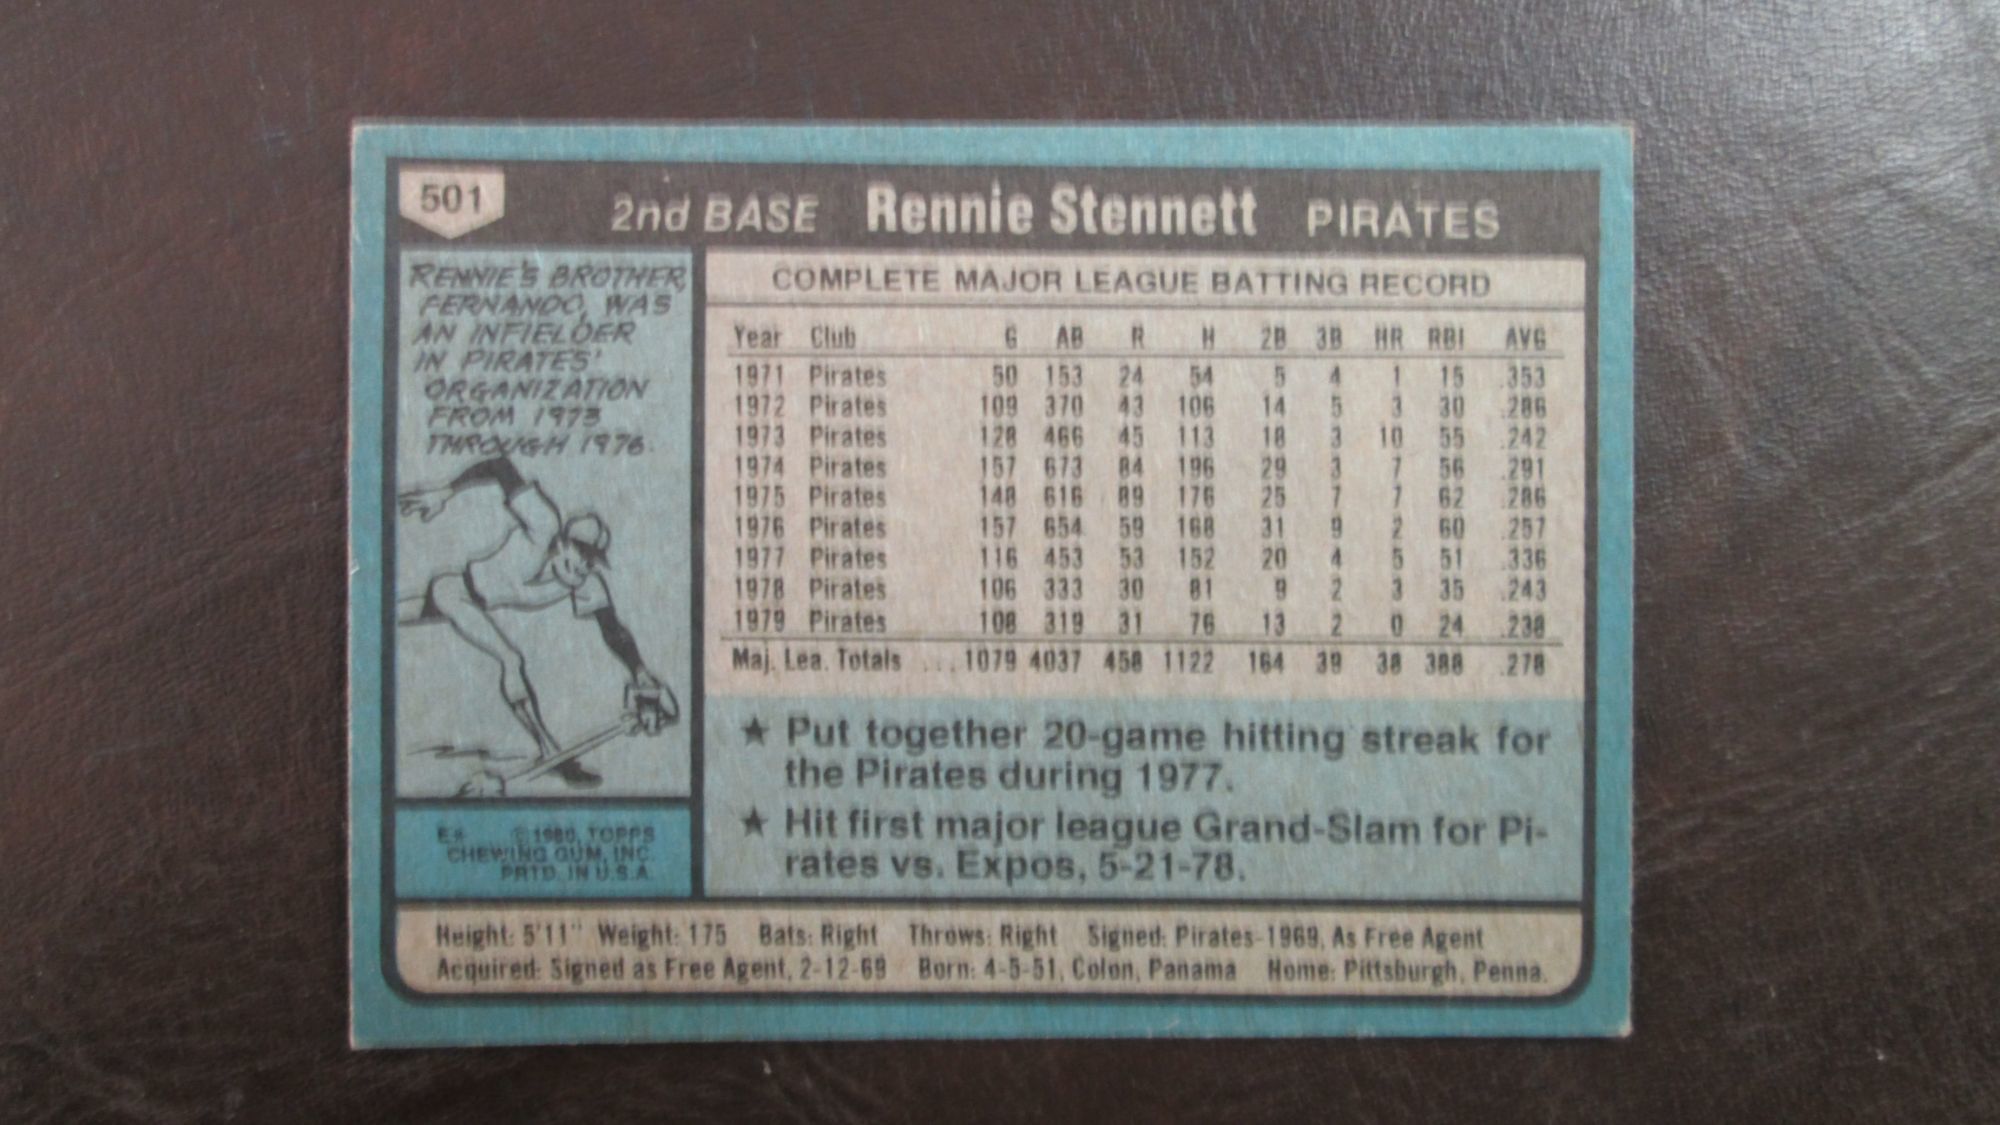 501 2nd BASE Rennie Stennett PIRATES
RENNIE'S BROTHER,
FERNANDO, WAS
AN INFIELDER
IN PIRATES'
ORGANIZATION
FROM 1973
THROUGH 1976.
COMPLETE MAJOR LEAGUE BATTING RECORD
Year Club G AB R H 2B 3B HR RBI AVG
1971 Pirates 50 153 24 54 5 4 1 15 .353
1972 Pirates 109 370 43 106 14 5 3 30 .286
1973 Pirates 128 466 45 113 18 3 10 55 .242
1974 Pirates 157 673 84 196 29 3 7 56 .291
1975 Pirates 148 616 89 176 25 7 7 62 .286
1976 Pirates 157 654 59 168 31 9 2 60 .257
1977 Pirates 116 453 53 152 20 4 5 51 .336
1978 Pirates 106 333 30 81 9 2 3 35 .243
1979 Pirates 108 319 31 76 13 2 0 24 .238
Maj. Lea. Totals ... 1079 4037 458 1122 164 39 38 388 .278
★ Put together 20-game hitting streak for
the Pirates during 1977.
★ Hit first major league Grand-Slam for Pi-
rates vs. Expos, 5-21-78.
E* © 1980, TOPPS
CHEWING GUM, INC.
PRTD. IN U.S.A.
Height: 5'11" Weight: 175 Bats: Right Throws: Right Signed: Pirates-1969, As Free Agent
Acquired: Signed as Free Agent, 2-12-69 Born: 4-5-51, Colon, Panama Home: Pittsburgh, Penna.